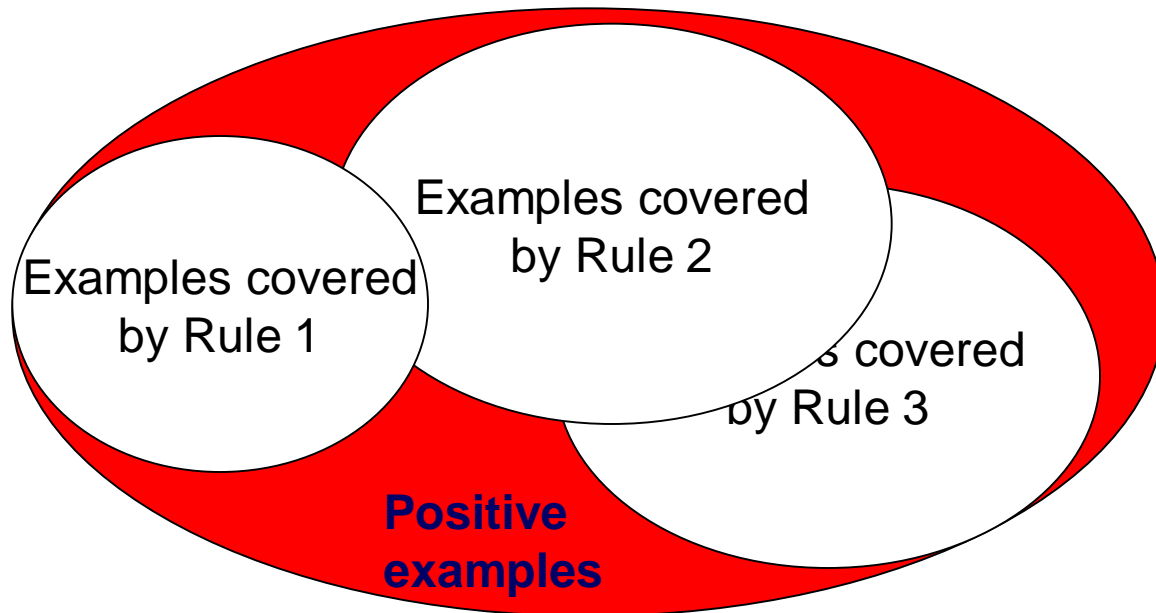 Examples covered
by Rule 2
Examples covered
by Rule 1
covered
by Rule 3
Positive
examples